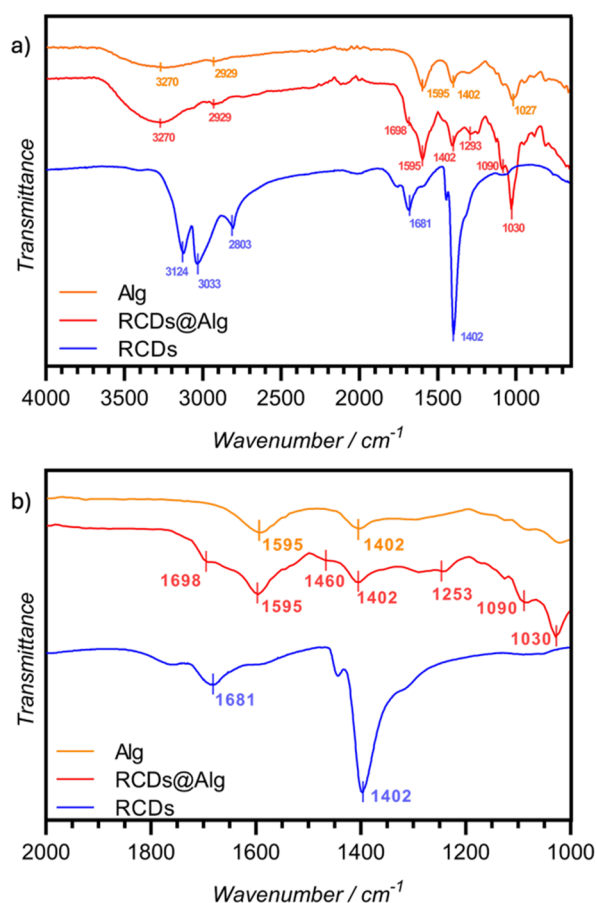 a)
3270
2929
1595
1402
1027
3270
2929
1698
1595
1402
1293
1090
1030
3124
3033
2803
1681
1402
Transmittance
Alg
RCDs@Alg
RCDs
4000 3500 3000 2500 2000 1500 1000
Wavenumber / cm-1
b)
1595
1402
1698
1595
1460
1402
1253
1090
1030
1681
1402
Transmittance
Alg
RCDs@Alg
RCDs
2000 1800 1600 1400 1200 1000
Wavenumber / cm-1